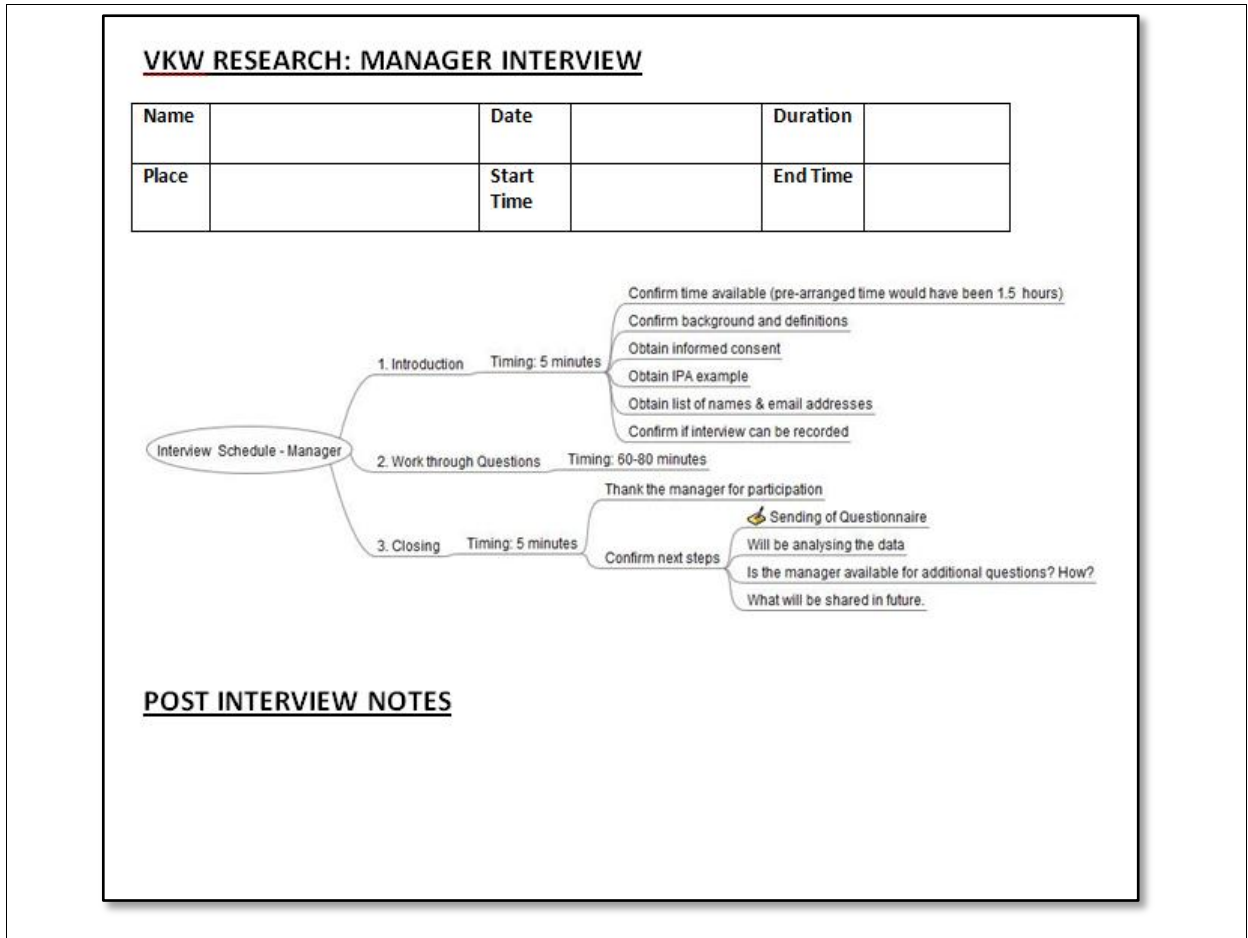 VKW RESEARCH: MANAGER INTERVIEW
Name Date Duration
Place Start Time End Time
Interview Schedule - Manager
1. Introduction Timing: 5 minutes
Confirm time available (pre-arranged time would have been 1.5 hours)
Confirm background and definitions
Obtain informed consent
Obtain IPA example
Obtain list of names & email addresses
Confirm if interview can be recorded
2. Work through Questions Timing: 60-80 minutes
3. Closing Timing: 5 minutes
Thank the manager for participation
Confirm next steps
Sending of Questionnaire
Will be analysing the data
Is the manager available for additional questions? How?
What will be shared in future.
POST INTERVIEW NOTES